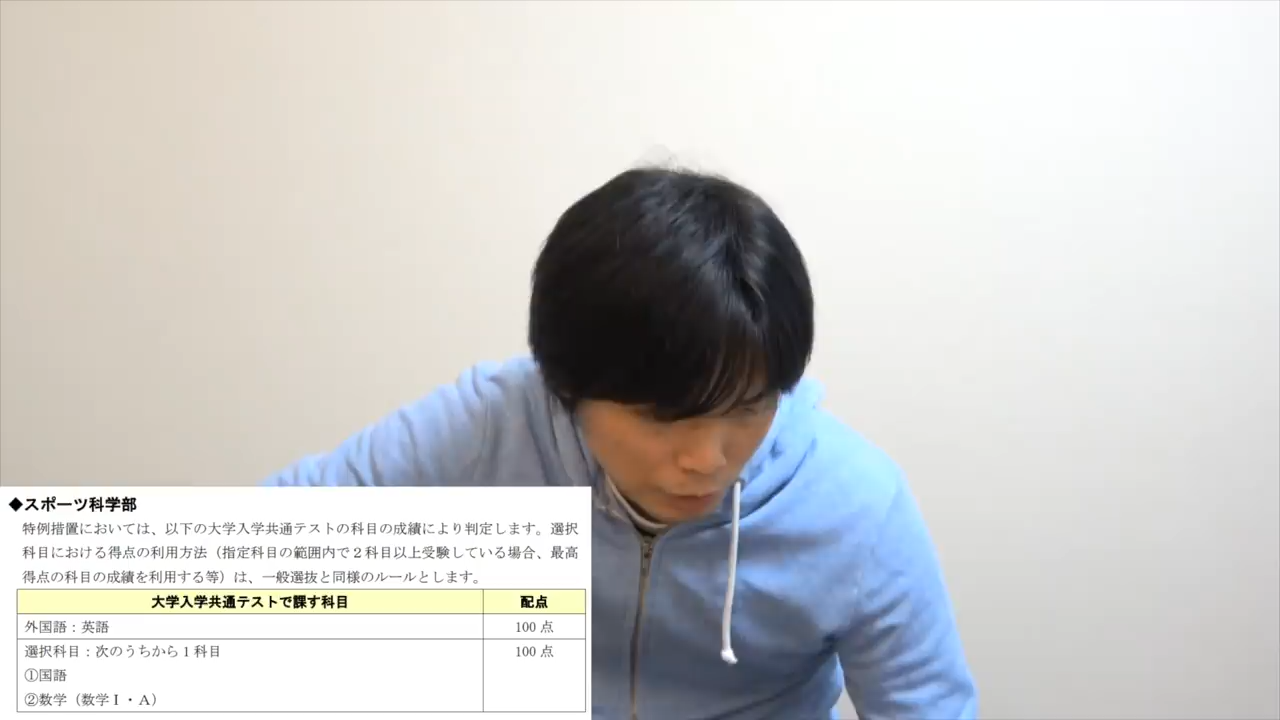 ◆スポーツ科学部
特例措置においては、以下の大学入学共通テストの科目の成績により判定します。選択
科目における得点の利用方法（指定科目の範囲内で２科目以上受験している場合、最高
得点の科目の成績を利用する等）は、一般選抜と同様のルールとします。
大学入学共通テストで課す科目 配点
外国語：英語 100 点
選択科目：次のうちから１科目 100 点
①国語
②数学（数学Ⅰ・Ａ）